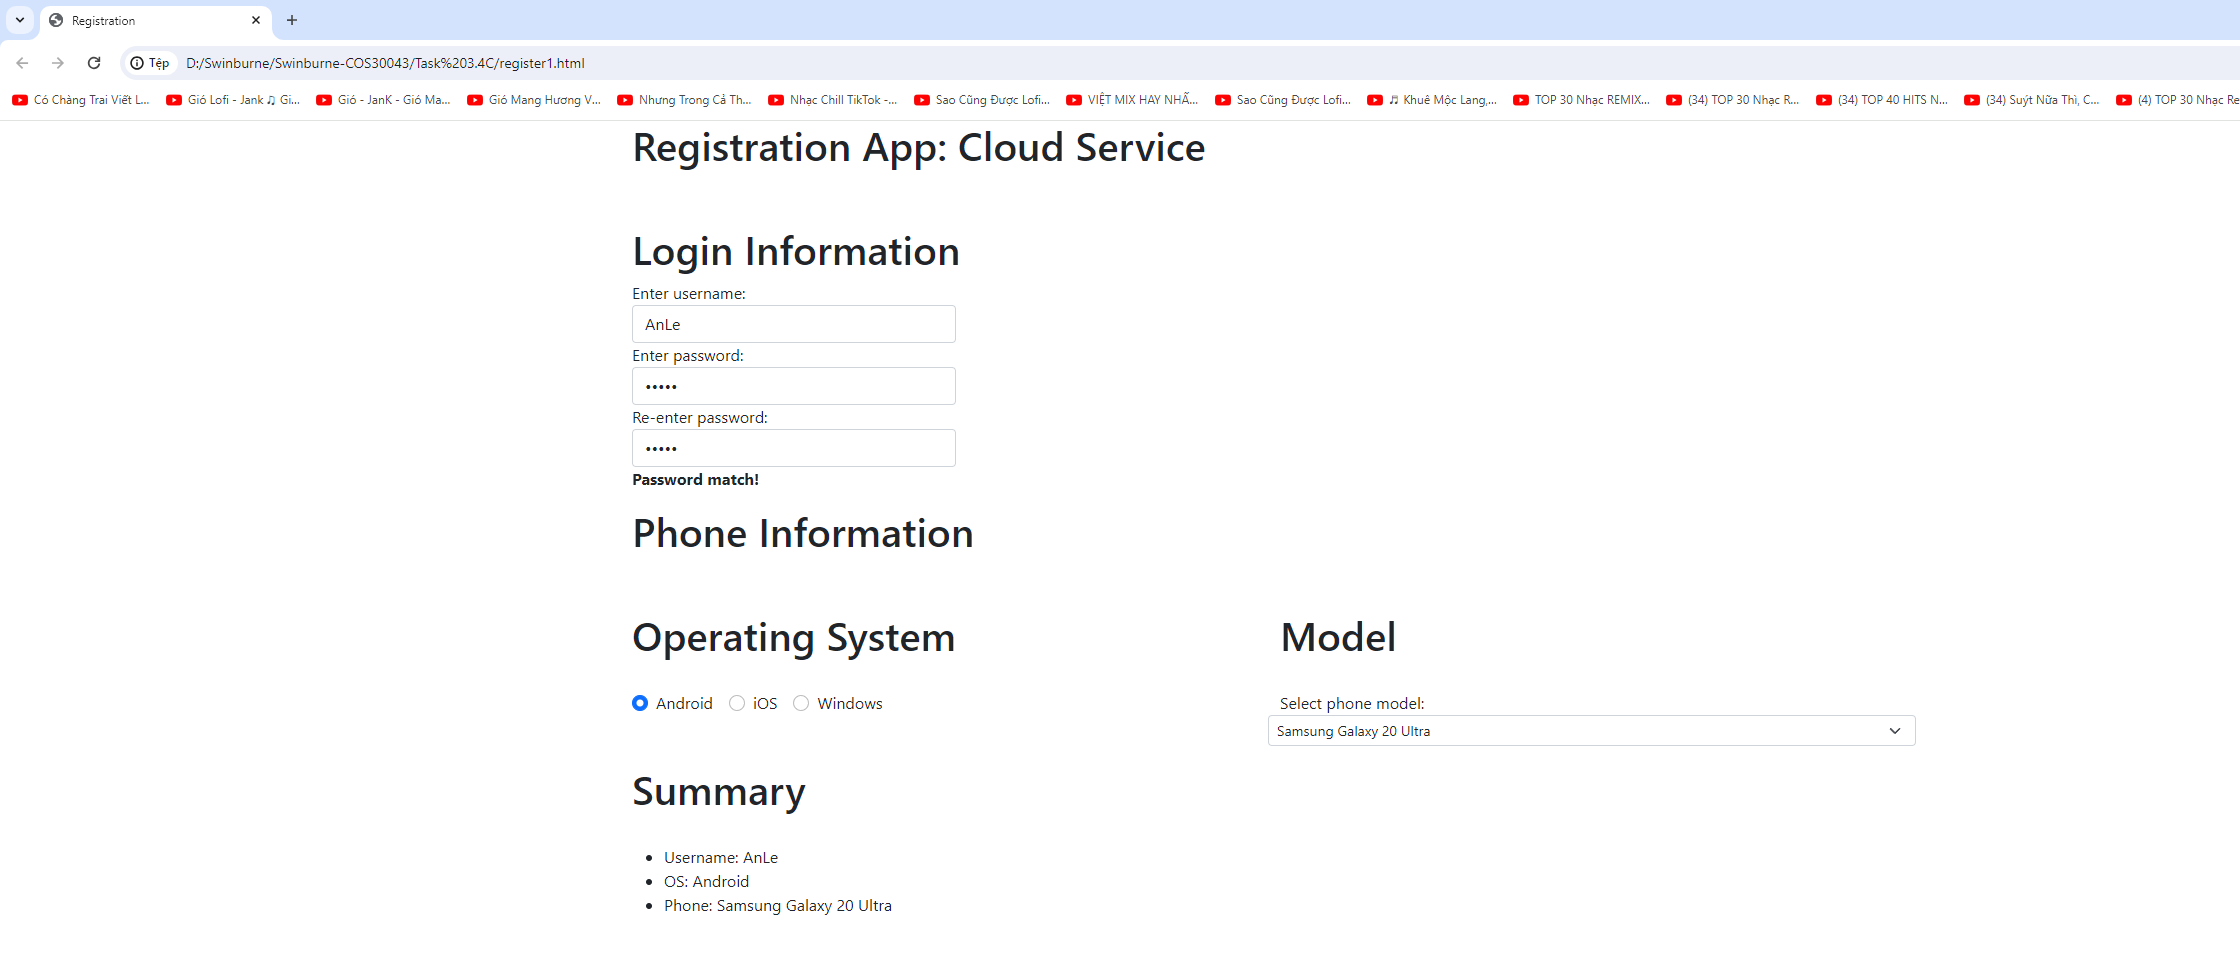 Registration
Tệp D:/Swinburne/Swinburne-COS30043/Task%203.4C/register1.html
Có Chàng Trai Viết L... Gió Lofi - Jank ♫ Gi... Gió - JanK - Gió Ma... Gió Mang Hương V... Nhưng Trong Cả Th... Nhạc Chill TikTok -... Sao Cũng Được Lofi... VIỆT MIX HAY NHẤ... Sao Cũng Được Lofi... ♬ Khuê Mộc Lang,... TOP 30 Nhạc REMIX... (34) TOP 30 Nhạc R... (34) TOP 40 HITS N... (34) Suýt Nữa Thì, C... (4) TOP 30 Nhạc Re
Registration App: Cloud Service
Login Information
Enter username:
AnLe
Enter password:
•••••
Re-enter password:
•••••
Password match!
Phone Information
Operating System
Android iOS Windows
Model
Select phone model:
Samsung Galaxy 20 Ultra
Summary
• Username: AnLe
• OS: Android
• Phone: Samsung Galaxy 20 Ultra